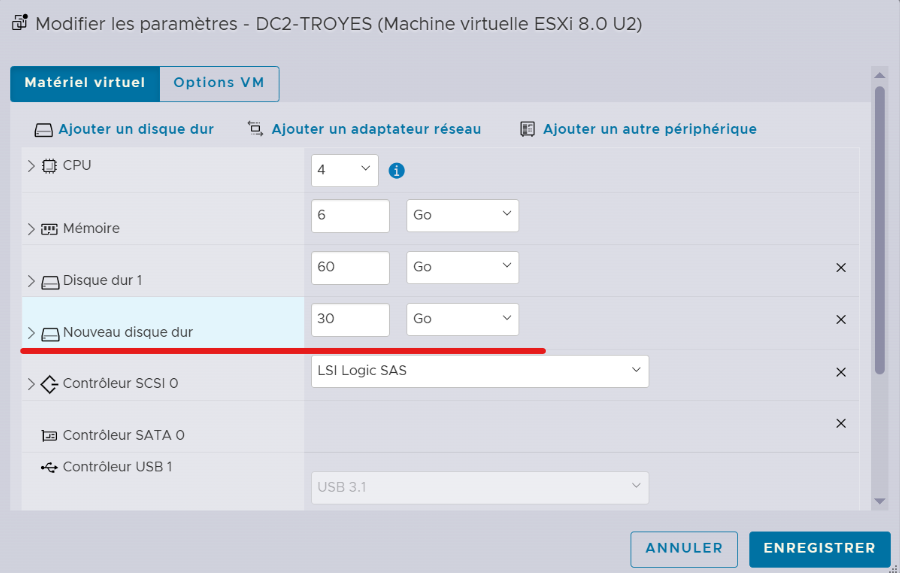 Modifier les paramètres - DC2-TROYES (Machine virtuelle ESXi 8.0 U2)
Matériel virtuel Options VM
Ajouter un disque dur Ajouter un adaptateur réseau Ajouter un autre périphérique
CPU 4
Mémoire 6 Go
Disque dur 1 60 Go
Nouveau disque dur 30 Go
Contrôleur SCSI 0 LSI Logic SAS
Contrôleur SATA 0
Contrôleur USB 1
USB 3.1
ANNULER ENREGISTRER